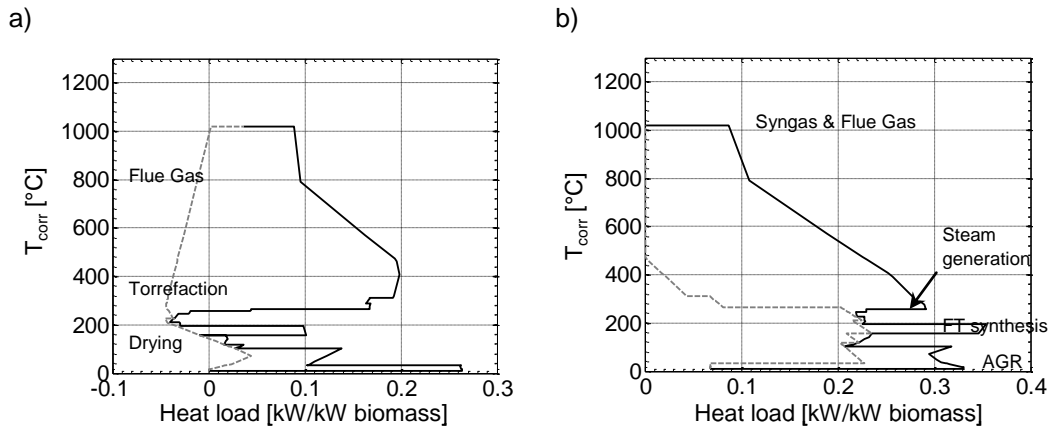 a)
b)
1200
1000
800
600
400
200
0
T_corr [°C]
Flue Gas
Torrefaction
Drying
-0.1
0
0.1
0.2
0.3
Heat load [kW/kW biomass]
1200
1000
800
600
400
200
0
T_corr [°C]
Syngas & Flue Gas
Steam
generation
FT synthesis
AGR
0
0.1
0.2
0.3
0.4
Heat load [kW/kW biomass]